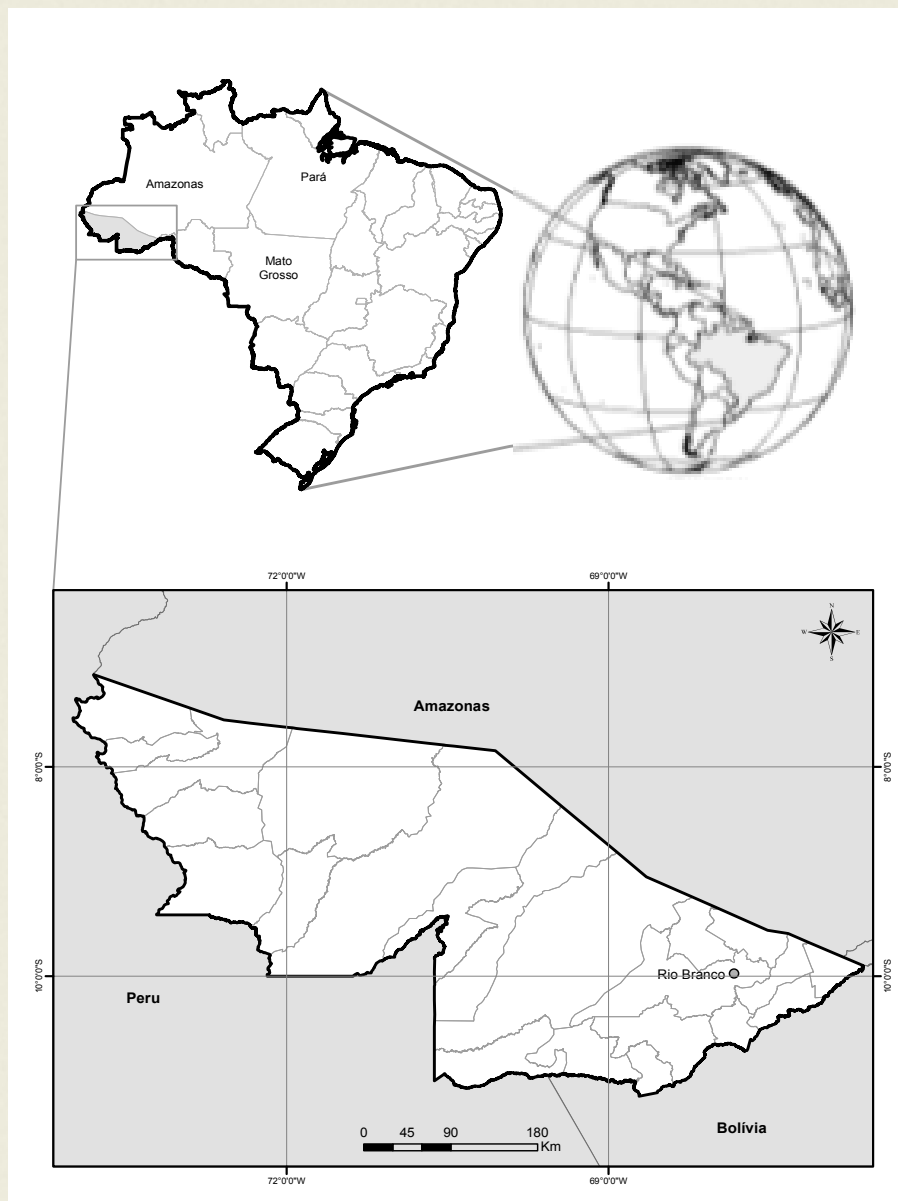 Amazonas
Pará
Mato
Grosso
72°0'0"W
69°0'0"W
N
W
E
S
Amazonas
8°0'0"S
8°0'0"S
Rio Branco
10°0'0"S
10°0'0"S
Peru
Bolívia
0 45 90 180
Km
72°0'0"W
69°0'0"W